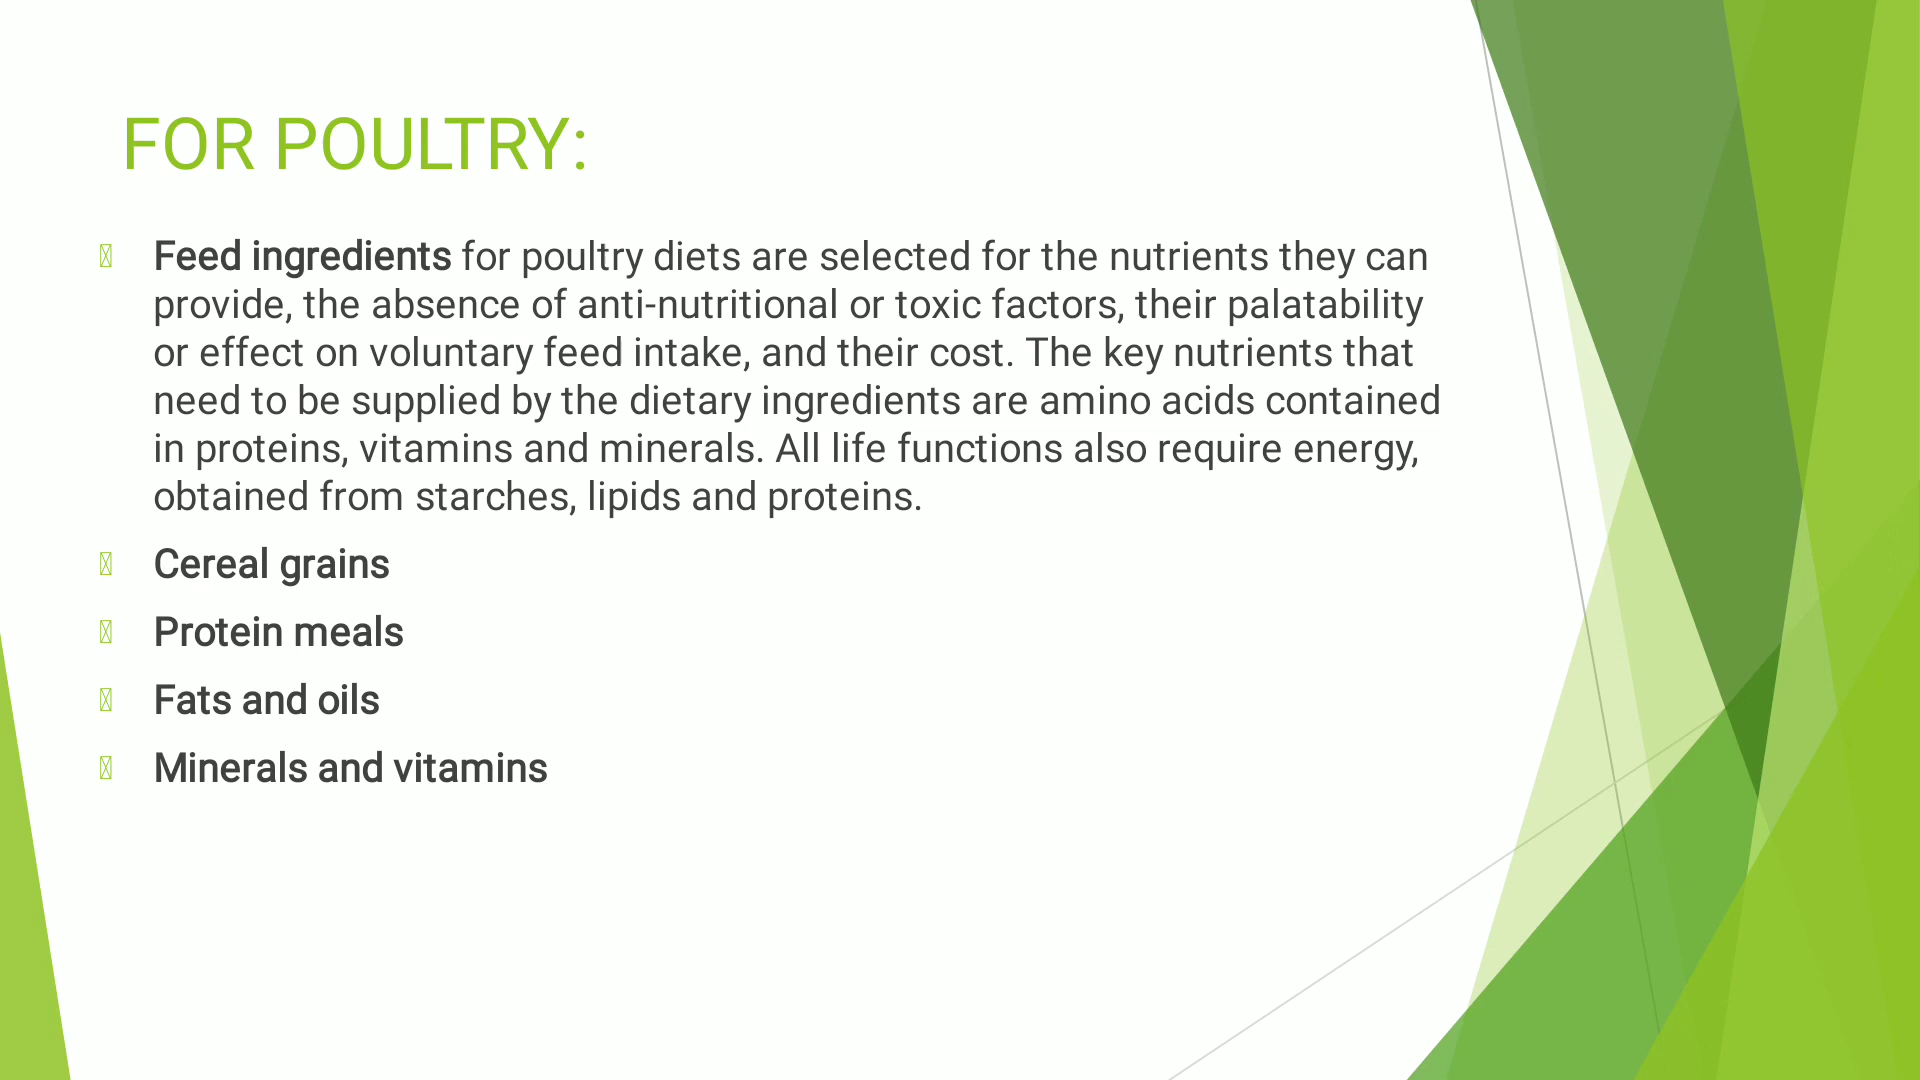 FOR POULTRY:
Feed ingredients for poultry diets are selected for the nutrients they can
provide, the absence of anti-nutritional or toxic factors, their palatability
or effect on voluntary feed intake, and their cost. The key nutrients that
need to be supplied by the dietary ingredients are amino acids contained
in proteins, vitamins and minerals. All life functions also require energy,
obtained from starches, lipids and proteins.
Cereal grains
Protein meals
Fats and oils
Minerals and vitamins